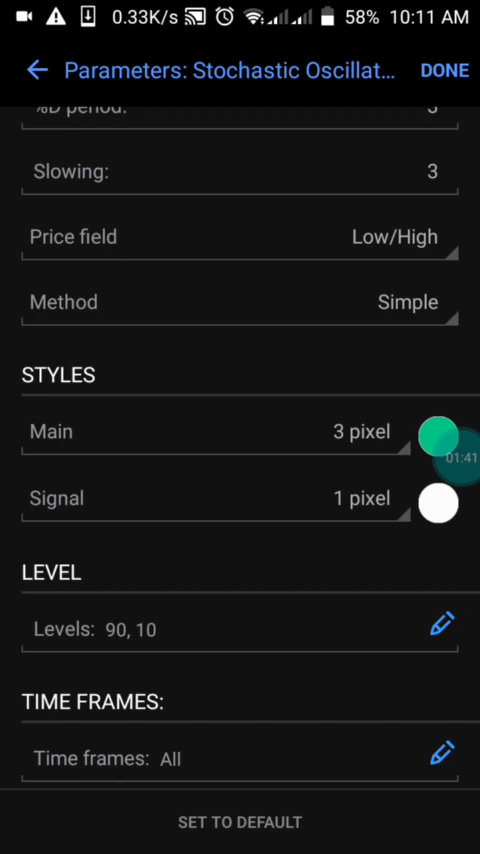 0.33K/s 58% 10:11 AM
Parameters: Stochastic Oscillat... DONE
%D period: 3
Slowing: 3
Price field Low/High
Method Simple
STYLES
Main 3 pixel
01:41
Signal 1 pixel
LEVEL
Levels: 90, 10
TIME FRAMES:
Time frames: All
SET TO DEFAULT